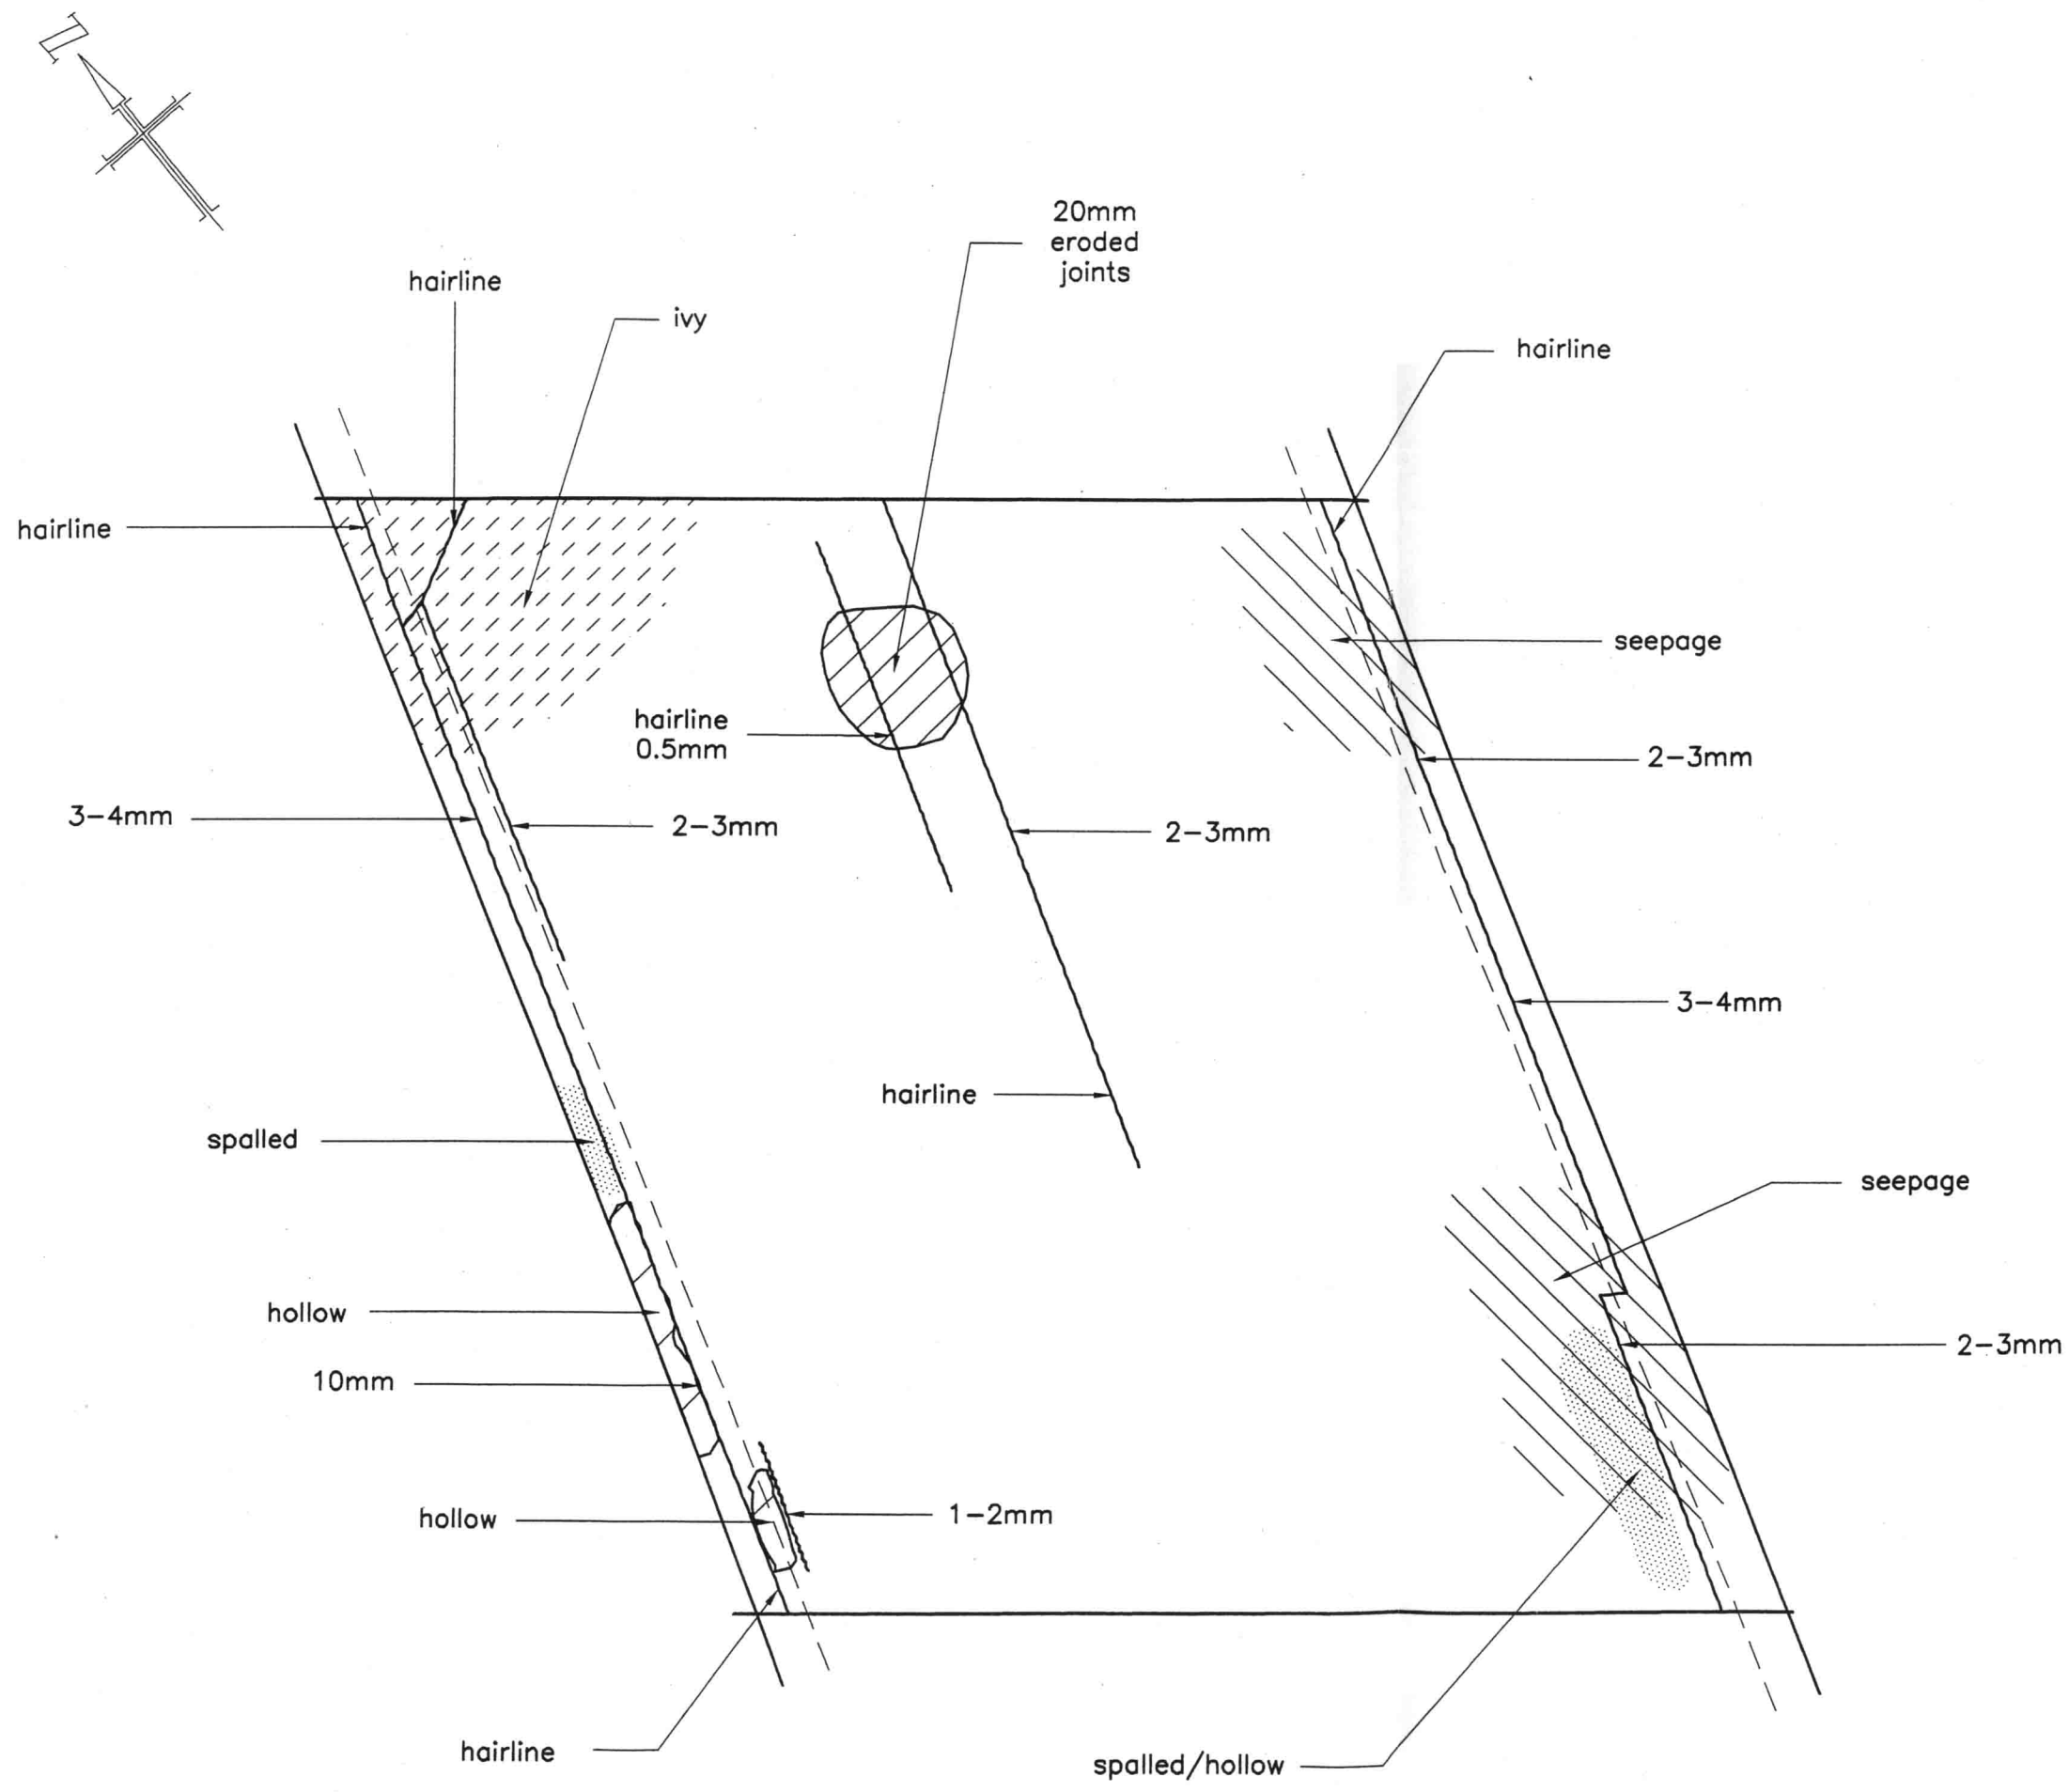 N
20mm
eroded
joints
hairline
ivy
hairline
hairline
seepage
hairline
0.5mm
2-3mm
3-4mm
2-3mm
2-3mm
3-4mm
hairline
spalled
seepage
hollow
2-3mm
10mm
hollow
1-2mm
hairline
spalled/hollow